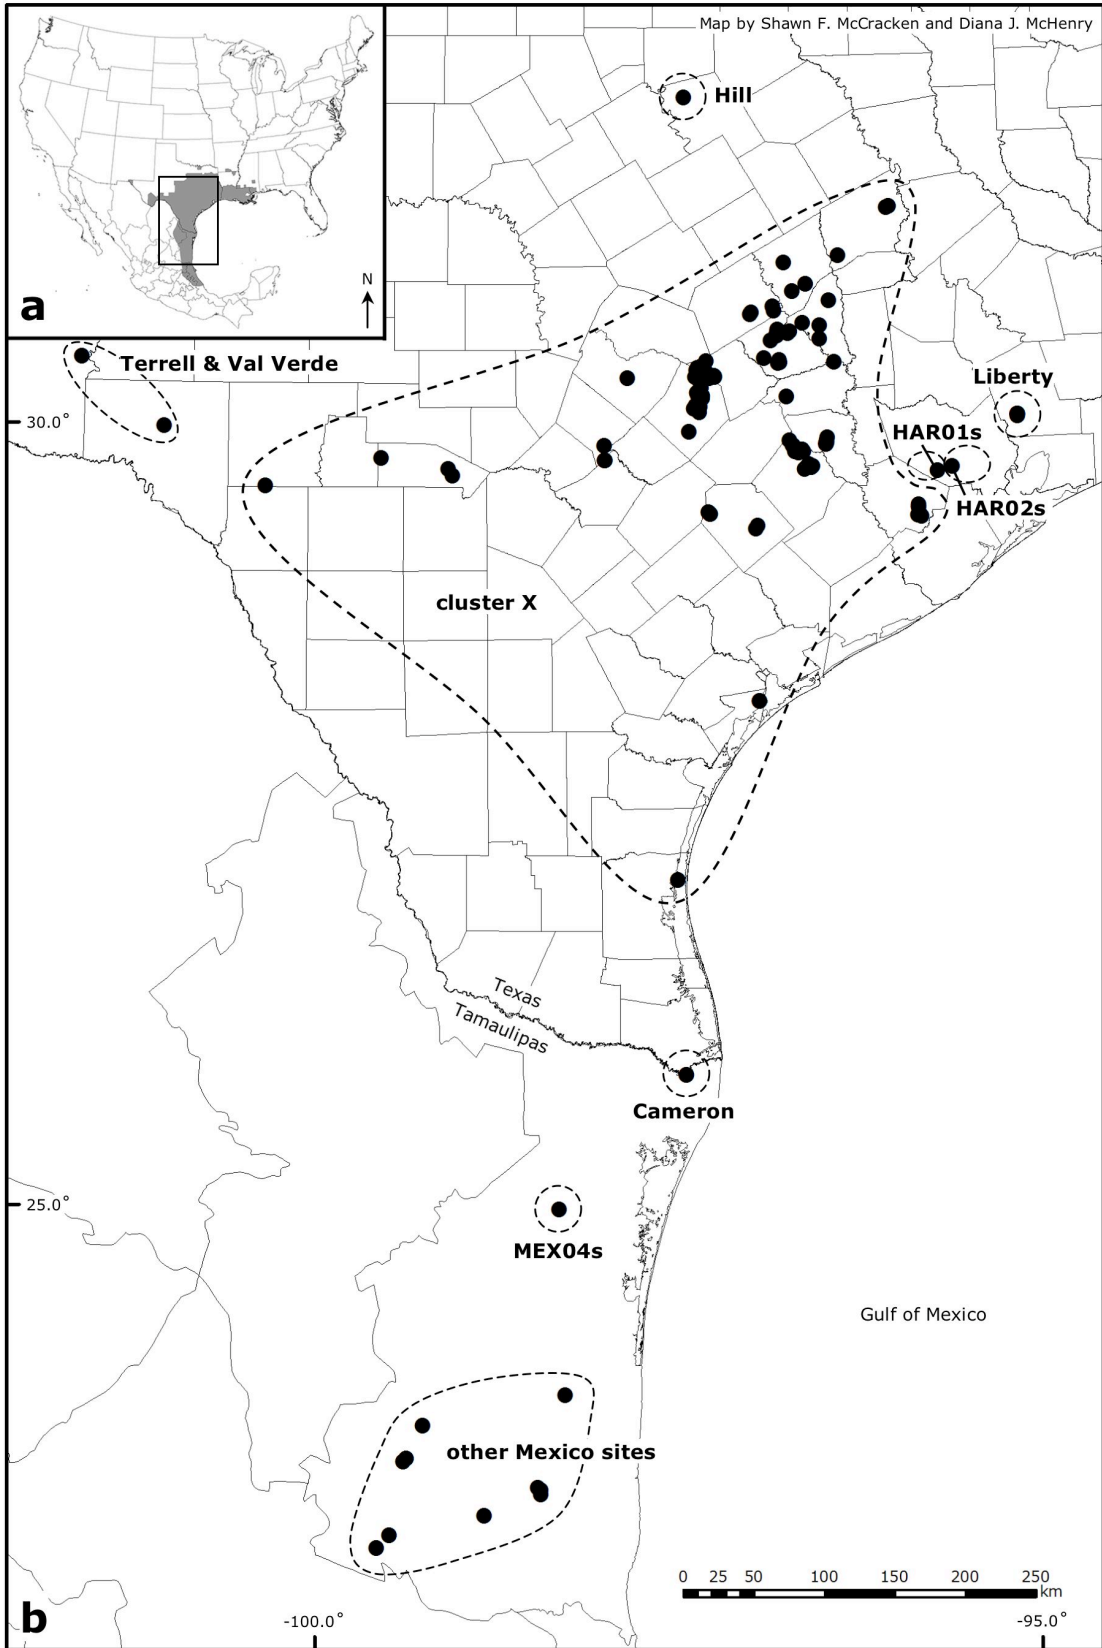 Map by Shawn F. McCracken and Diana J. McHenry
Hill
N
a
Terrell & Val Verde
Liberty
30.0°
HAR01s
HAR02s
cluster X
Texas
Tamaulipas
Cameron
25.0°
MEX04s
Gulf of Mexico
other Mexico sites
0 25 50 100 150 200 250
km
b
-100.0°
-95.0°